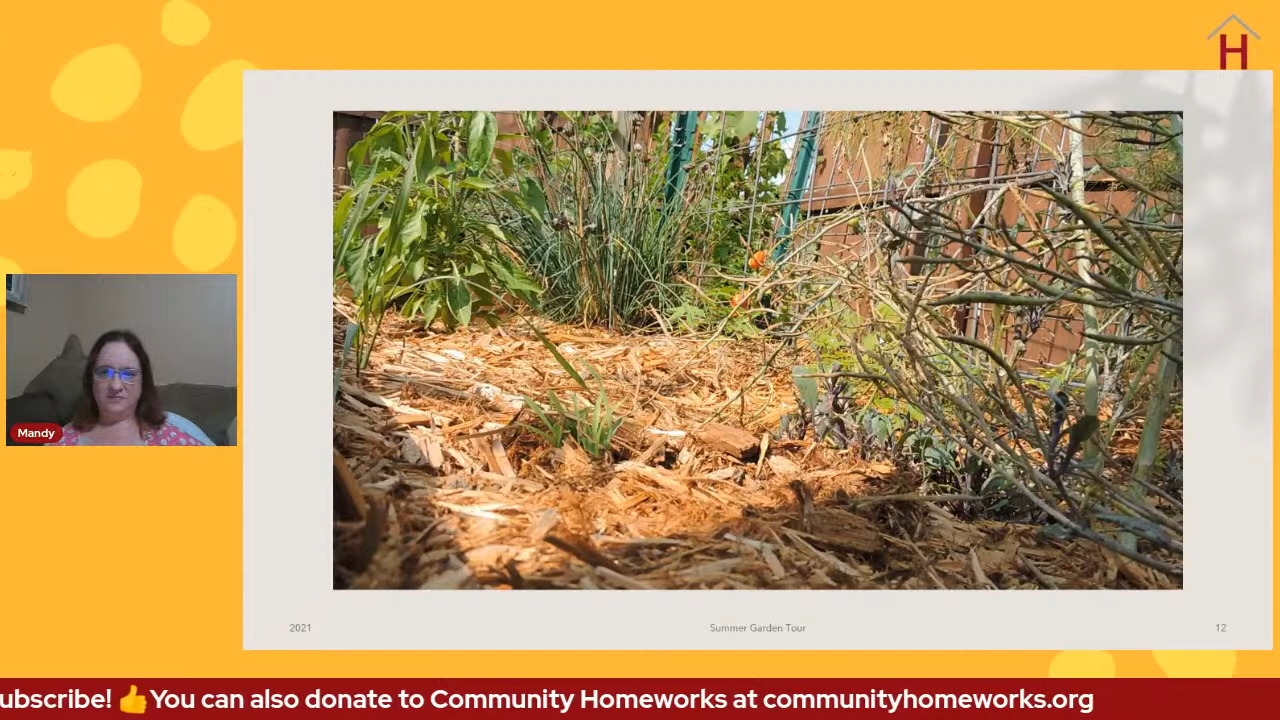 H
Mandy
2021
Summer Garden Tour
12
ubscribe! 👍You can also donate to Community Homeworks at communityhomeworks.org